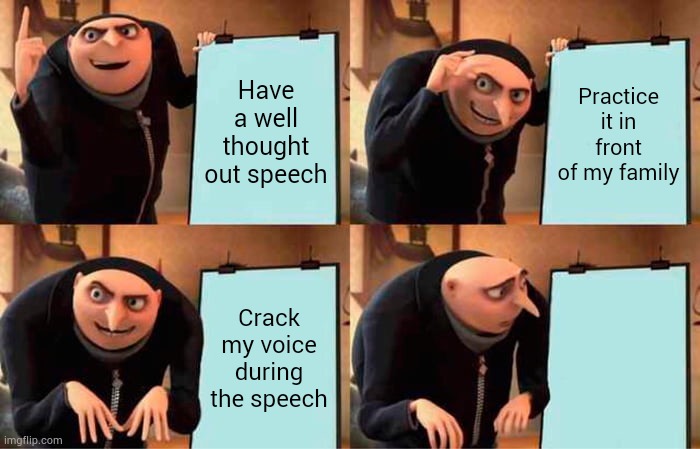 Have
a well
thought
out speech
Practice
it in
front
of my family
Crack
my voice
during
the speech
imgflip.com